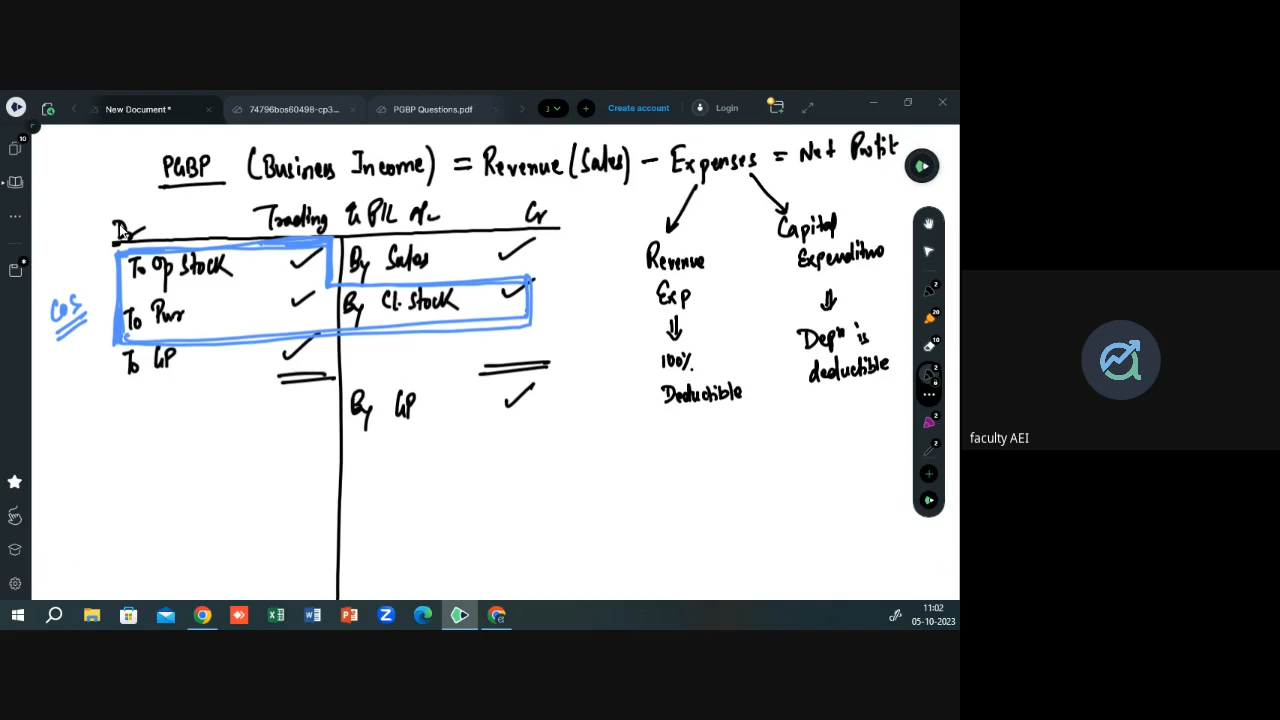 New Document *
74796bos60498-cp3...
PGBP Questions.pdf
3
Create account
Login
PGBP (Business Income) = Revenue (Sales) - Expenses = Net Profit
Dr Trading & P/L A/c Cr
To Op Stock
By Sales
To Pur
By Cl. Stock
COS
To GP
By GP
Revenue
Exp
100%
Deductible
Capital
Expenditure
Depn is
deductible
faculty AEI
11:02
05-10-2023